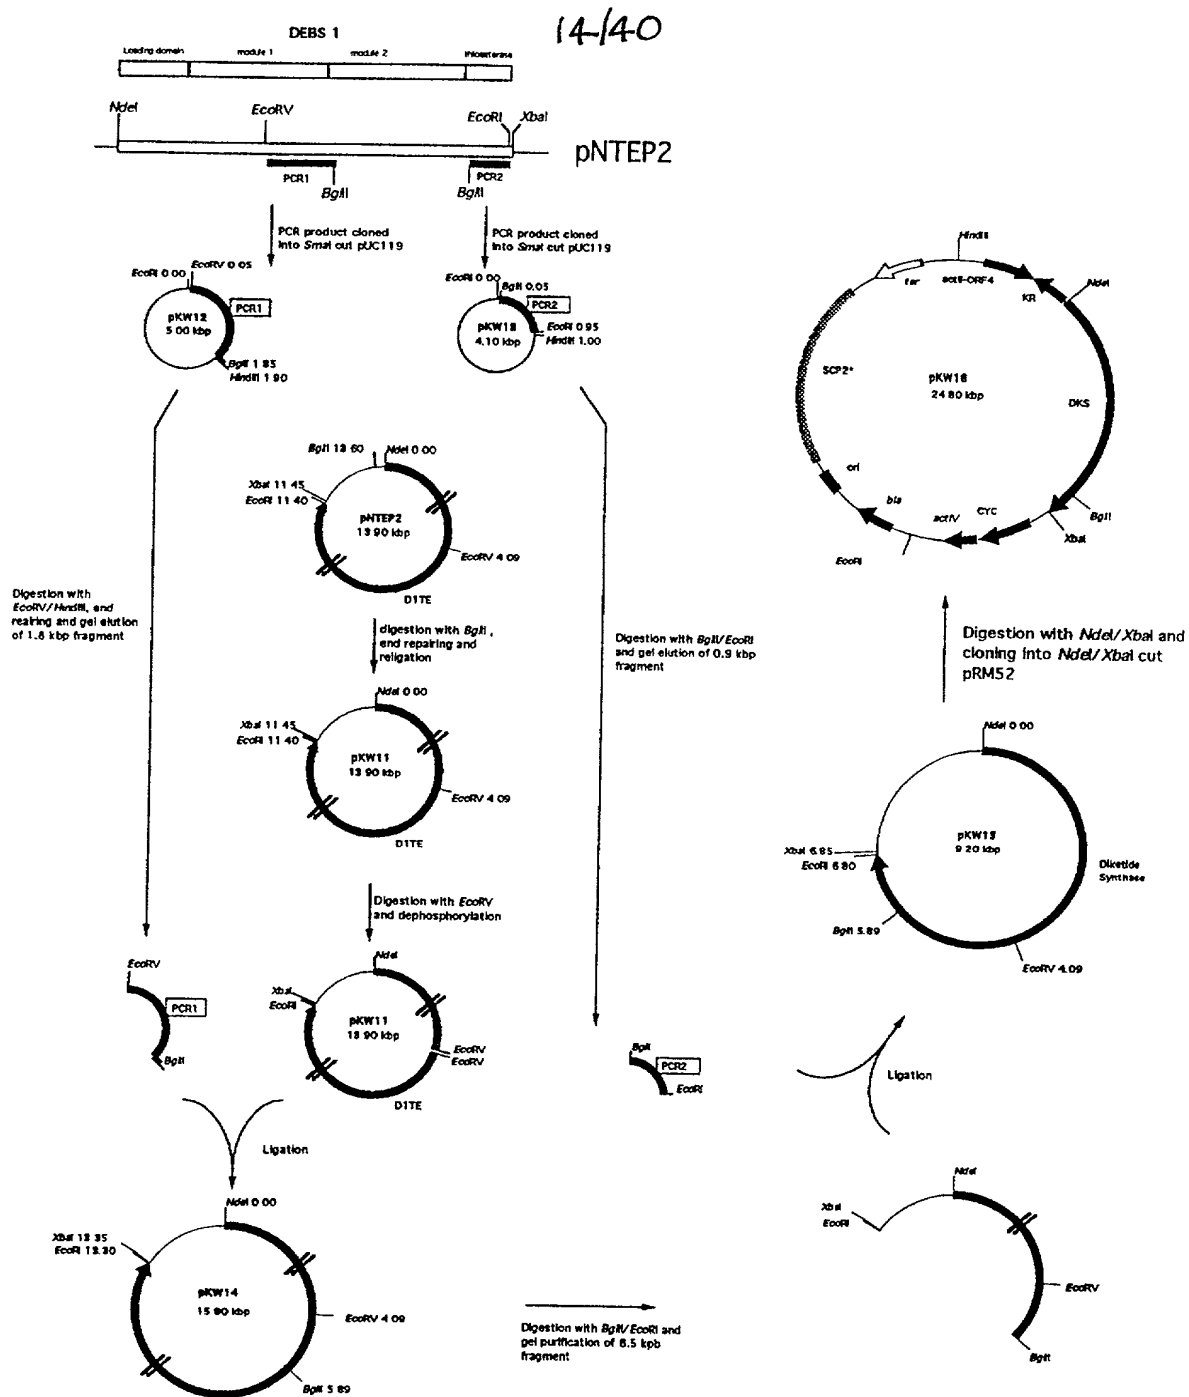 14/40
DEBS 1
Loading domain
module 1
module 2
thioesterase
NdeI
EcoRV
EcoRI
XbaI
pNTEP2
PCR1
BglII
PCR2
BglII
PCR product cloned
into SmaI cut pUC119
PCR product cloned
into SmaI cut pUC119
EcoRI 0.00
EcoRV 0.05
PCR1
pKW12
5.00 kbp
BglII 1.85
HindIII 1.90
EcoRI 0.00
BglII 0.05
PCR2
pKW13
4.10 kbp
EcoRI 0.95
HindIII 1.00
HindIII
ter
actII-ORF4
KR
NdeI
SCP2*
pKW16
24.80 kbp
DKS
ori
bla
actIV
CYC
BglII
XbaI
EcoRI
BglII 13.60
NdeI 0.00
XbaI 11.45
EcoRI 11.40
pNTEP2
13.90 kbp
EcoRV 4.09
D1TE
Digestion with
EcoRV/HindIII, end
reairing and gel elution
of 1.8 kbp fragment
digestion with BglII,
end repairing and
religation
Digestion with BglII/EcoRI
and gel elution of 0.9 kbp
fragment
Digestion with NdeI/XbaI and
cloning into NdeI/XbaI cut
pRM52
NdeI 0.00
XbaI 11.45
EcoRI 11.40
pKW11
13.90 kbp
EcoRV 4.09
D1TE
NdeI 0.00
pKW15
9.20 kbp
XbaI 6.85
EcoRI 6.80
Diketide
Synthase
BglII 5.89
EcoRV 4.09
Digestion with EcoRV
and dephosphorylation
EcoRV
PCR1
BglII
NdeI
XbaI
EcoRI
pKW11
13.90 kbp
EcoRV
EcoRV
D1TE
BglII
PCR2
EcoRI
Ligation
Ligation
NdeI 0.00
XbaI 13.35
EcoRI 13.30
pKW14
15.80 kbp
EcoRV 4.09
BglII 5.89
Digestion with BglII/EcoRI and
gel purification of 8.5 kpb
fragment
NdeI
XbaI
EcoRI
EcoRV
BglII